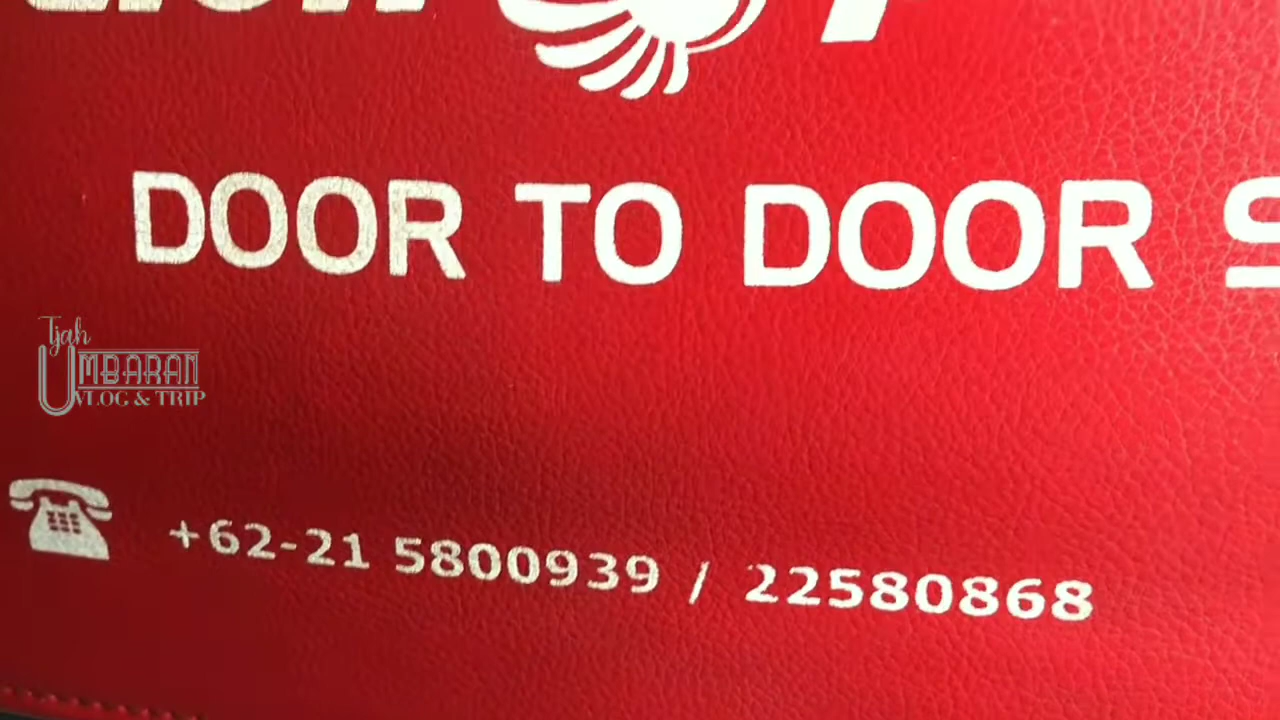 DOOR TO DOOR
Tjah
UMBARAN
VLOG & TRIP
+62-21 5800939 / 22580868